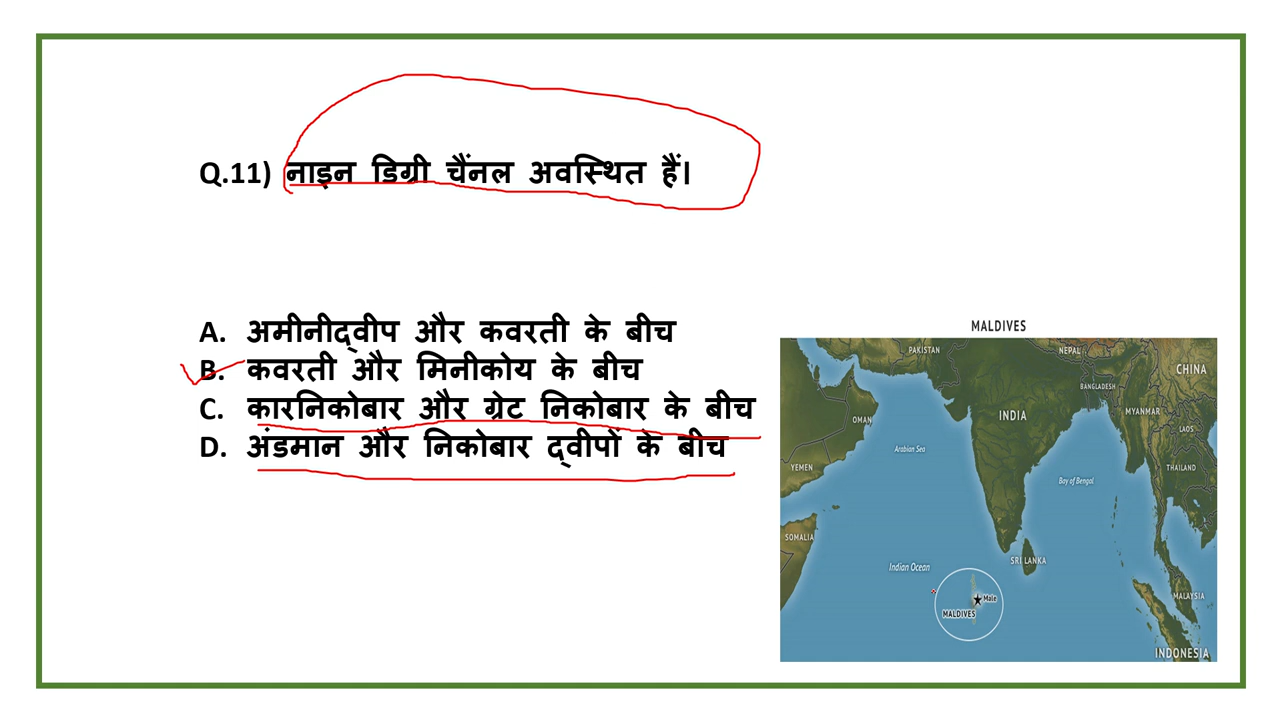 Q.11) नाइन डिग्री चैंनल अवस्थित हैं।
A. अमीनीद्वीप और कवरती के बीच
B. कवरती और मिनीकोय के बीच
C. कारनिकोबार और ग्रेट निकोबार के बीच
D. अंडमान और निकोबार द्वीपों के बीच
MALDIVES
PAKISTAN
NEPAL
CHINA
BANGLADESH
INDIA
MYANMAR
OMAN
LAOS
Arabian Sea
YEMEN
THAILAND
Bay of Bengal
SOMALIA
SRI LANKA
Indian Ocean
MALAYSIA
Male
MALDIVES
INDONESIA